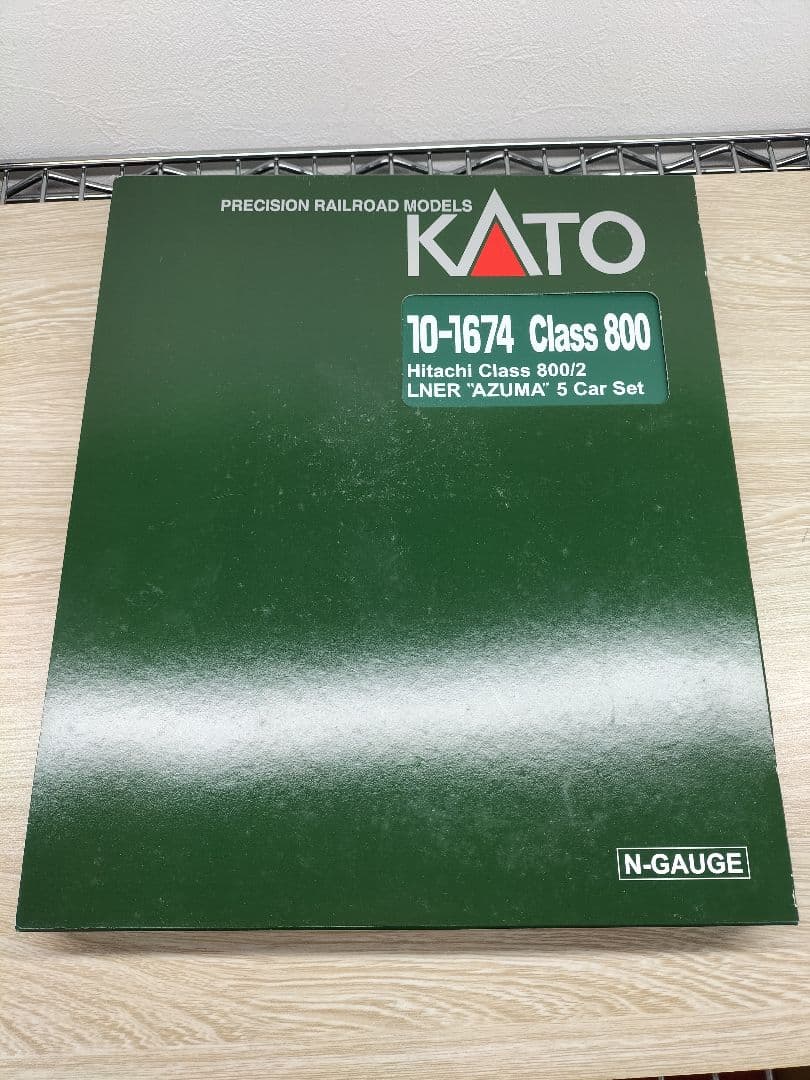 PRECISION RAILROAD MODELS
KATO
10-1674 Class 800
Hitachi Class 800/2
LNER "AZUMA" 5 Car Set
N-GAUGE